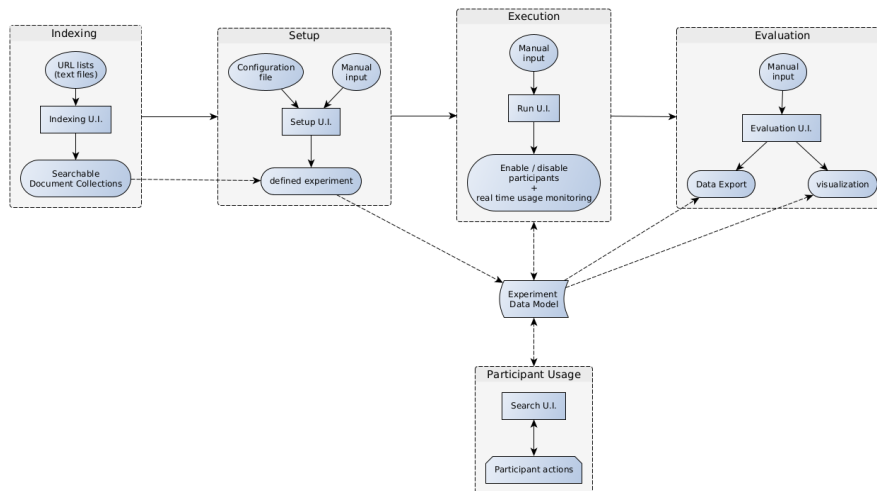 Indexing
URL lists
(text files)
Indexing U.I.
Searchable
Document Collections
Setup
Configuration
file
Manual
input
Setup U.I.
defined experiment
Execution
Manual
input
Run U.I.
Enable / disable
participants
+
real time usage monitoring
Evaluation
Manual
input
Evaluation U.I.
Data Export
visualization
Experiment
Data Model
Participant Usage
Search U.I.
Participant actions